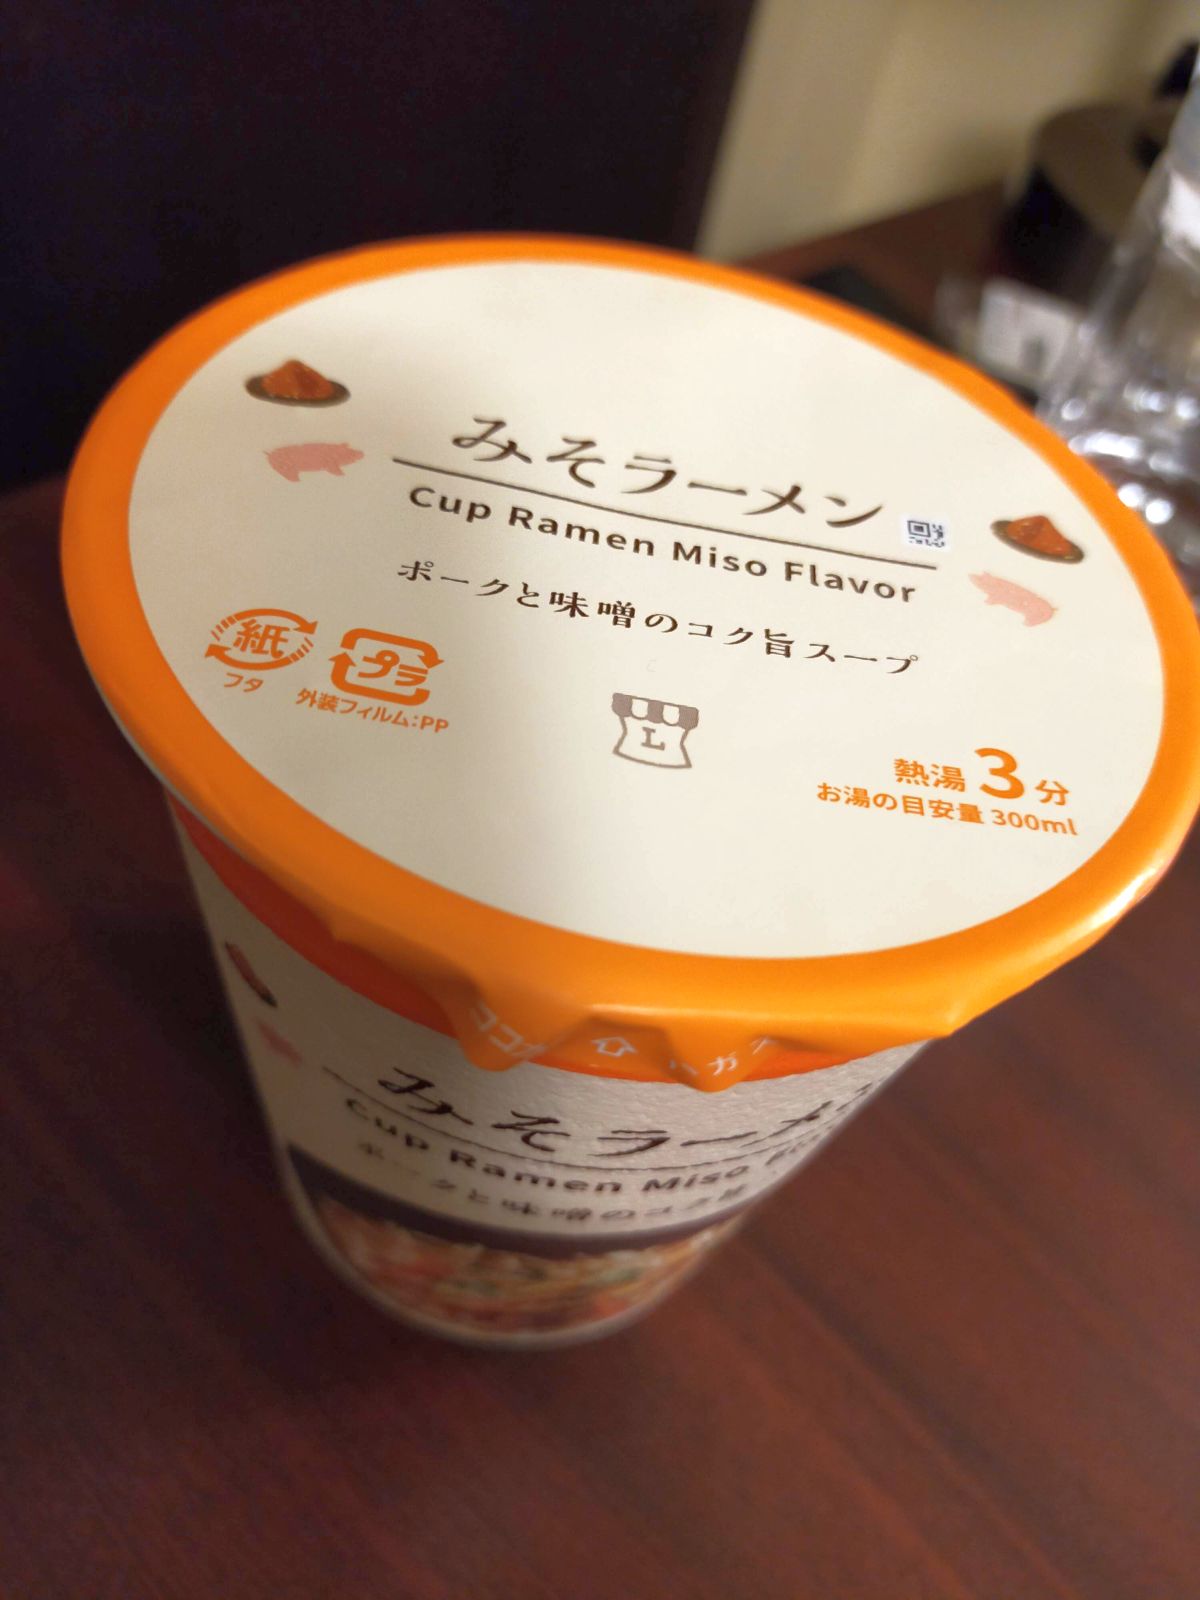 みそラーメン
Cup Ramen Miso Flavor
ポークと味噌のコク旨スープ
紙
フタ
プラ
外装フィルム:PP
L
熱湯3分
お湯の目安量 300ml
みそラーメ
Cup Ramen Miso
ポークと味噌のコク旨